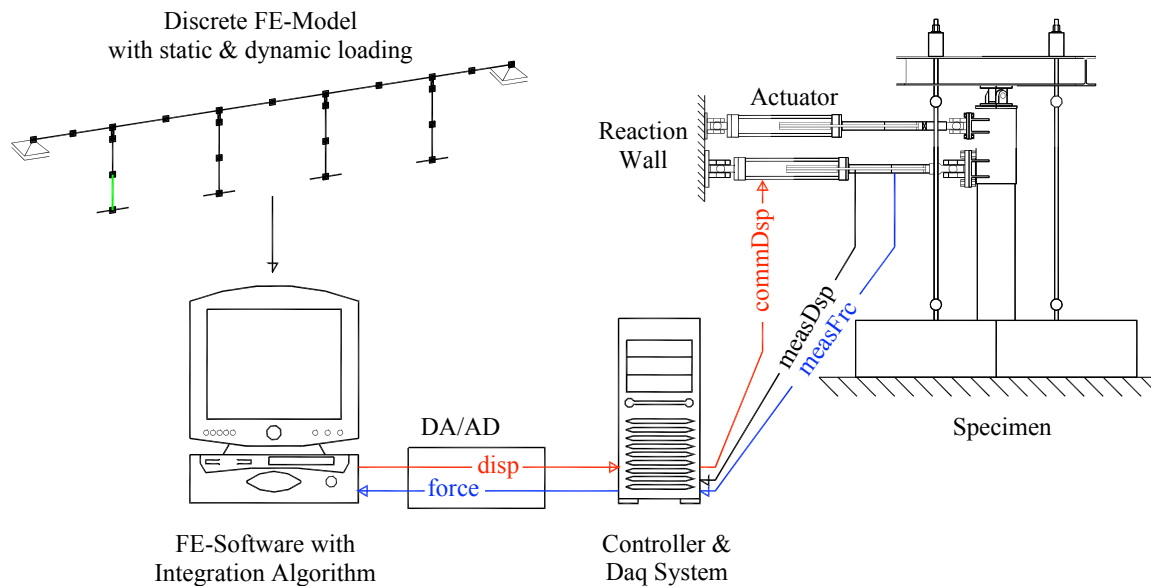 Discrete FE-Model
with static & dynamic loading
Actuator
Reaction
Wall
commDsp
measDsp
measFrc
Specimen
DA/AD
disp
force
FE-Software with
Integration Algorithm
Controller &
Daq System